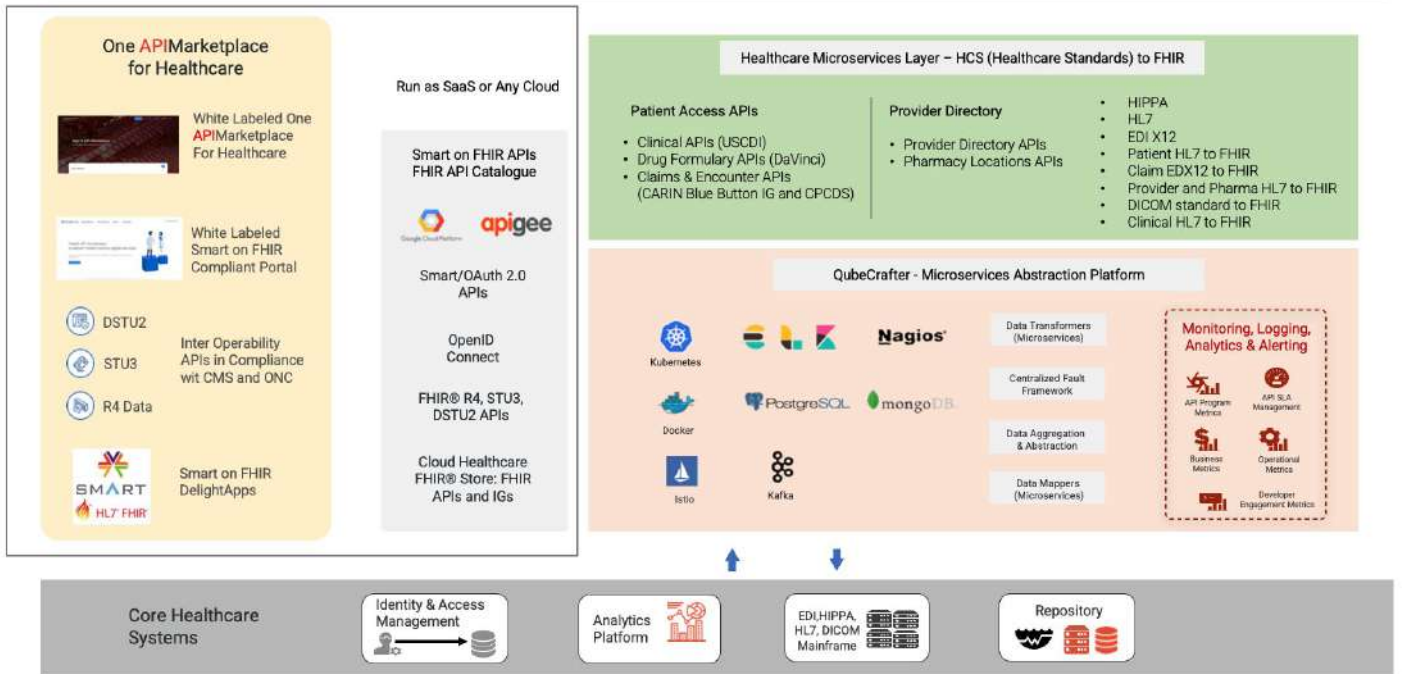 One APIMarketplace
for Healthcare
White Labeled One
APIMarketplace
For Healthcare
White Labeled
Smart on FHIR
Compliant Portal
DSTU2
STU3
R4 Data
Inter Operability
APIs in Compliance
wit CMS and ONC
SMART
HL7 FHIR
Smart on FHIR
DelightApps
Run as SaaS or Any Cloud
Smart on FHIR APIs
FHIR API Catalogue
Google Cloud Platform
apigee
Smart/OAuth 2.0
APIs
OpenID
Connect
FHIR® R4, STU3,
DSTU2 APIs
Cloud Healthcare
FHIR® Store: FHIR
APIs and IGs
Healthcare Microservices Layer – HCS (Healthcare Standards) to FHIR
Patient Access APIs
• Clinical APIs (USCDI)
• Drug Formulary APIs (DaVinci)
• Claims & Encounter APIs
(CARIN Blue Button IG and CPCDS)
Provider Directory
• Provider Directory APIs
• Pharmacy Locations APIs
• HIPPA
• HL7
• EDI X12
• Patient HL7 to FHIR
• Claim EDX12 to FHIR
• Provider and Pharma HL7 to FHIR
• DICOM standard to FHIR
• Clinical HL7 to FHIR
QubeCrafter - Microservices Abstraction Platform
Kubernetes
Nagios®
Docker
PostgreSQL
mongoDB.
Istio
Kafka
Data Transformers
(Microservices)
Centralized Fault
Framework
Data Aggregation
& Abstraction
Data Mappers
(Microservices)
Monitoring, Logging,
Analytics & Alerting
API Program
Metrics
API SLA
Management
Business
Metrics
Operational
Metrics
Developer
Engagement Metrics
Core Healthcare
Systems
Identity & Access
Management
Analytics
Platform
EDI,HIPPA,
HL7, DICOM
Mainframe
Repository